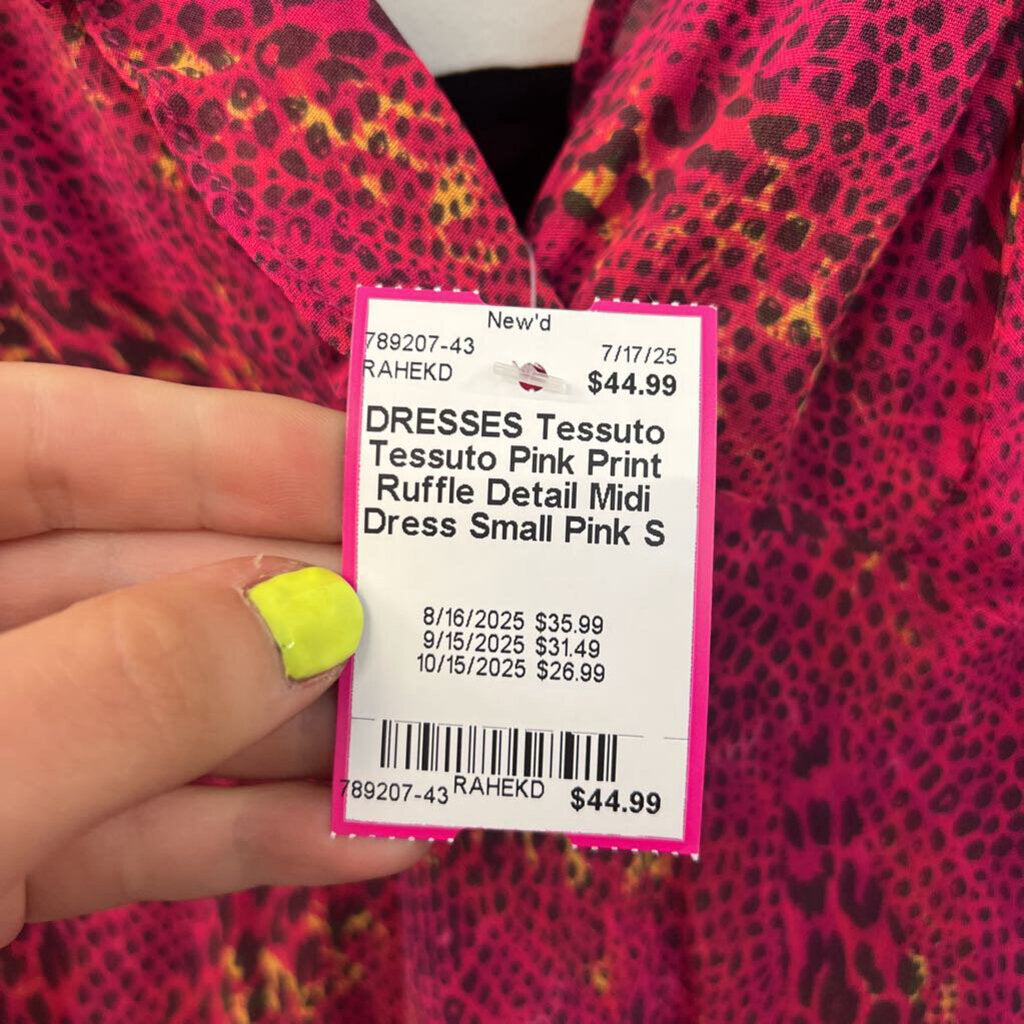 New'd
789207-43 7/17/25
RAHEKD $44.99
DRESSES Tessuto
Tessuto Pink Print
Ruffle Detail Midi
Dress Small Pink S
8/16/2025 $35.99
9/15/2025 $31.49
10/15/2025 $26.99
789207-43 RAHEKD $44.99